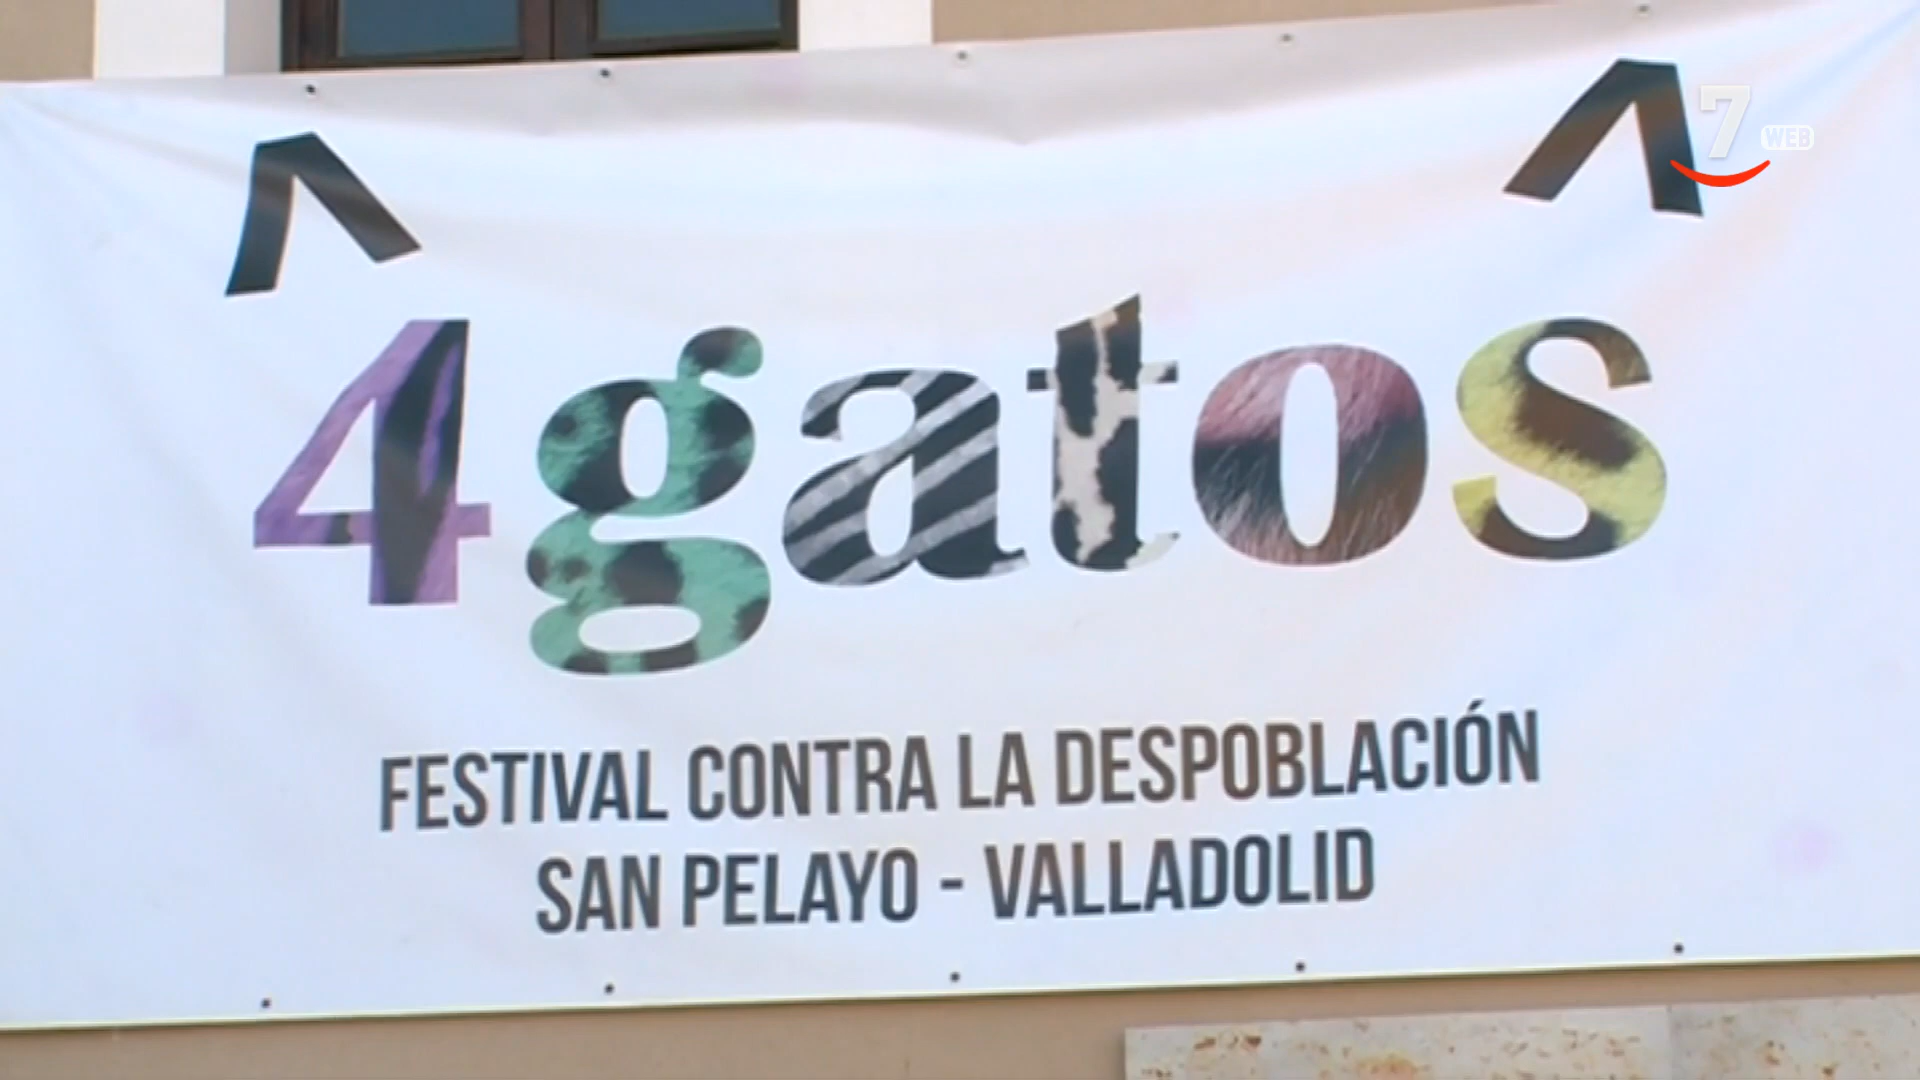 7
WEB
4gatos
FESTIVAL CONTRA LA DESPOBLACIÓN
SAN PELAYO - VALLADOLID